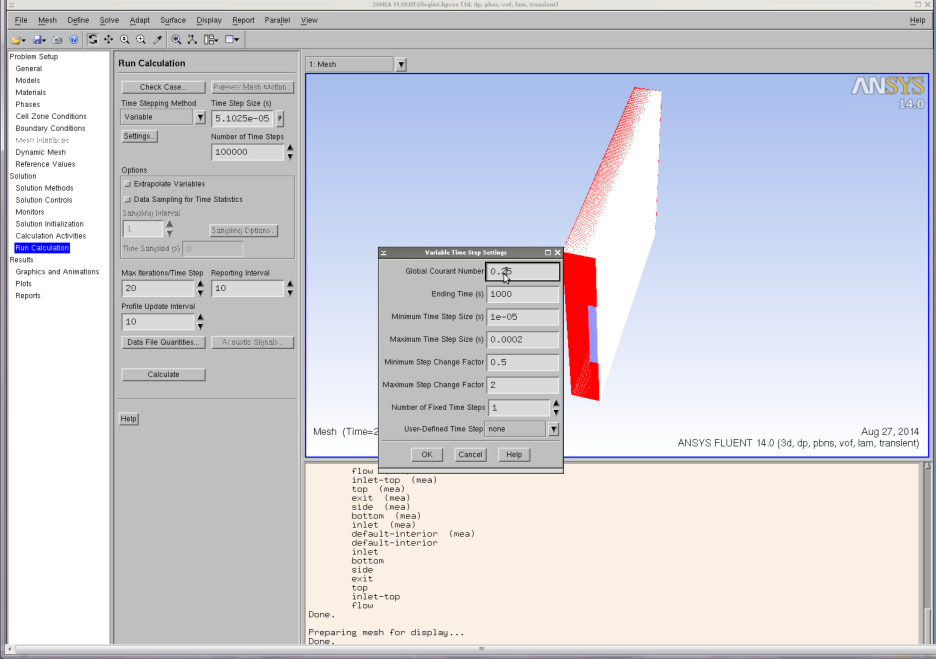 2AMEA FLUENT@login6.hpcxx [3d, dp, pbns, vof, lam, transient]
File Mesh Define Solve Adapt Surface Display Report Parallel View Help
Problem Setup
General
Models
Materials
Phases
Cell Zone Conditions
Boundary Conditions
Mesh Interfaces
Dynamic Mesh
Reference Values
Solution
Solution Methods
Solution Controls
Monitors
Solution Initialization
Calculation Activities
Run Calculation
Results
Graphics and Animations
Plots
Reports
Run Calculation
Check Case... Preview Mesh Motion...
Time Stepping Method Time Step Size (s)
Variable 5.1025e-05 P
Settings... Number of Time Steps
100000
Options
Extrapolate Variables
Data Sampling for Time Statistics
Sampling Interval
1 Sampling Options...
Time Sampled (s) 0
Max Iterations/Time Step Reporting Interval
20 10
Profile Update Interval
10
Data File Quantities... Acoustic Signals...
Calculate
Help
1: Mesh
ANSYS
14.0
Variable Time Step Settings
Global Courant Number 0.25
Ending Time (s) 1000
Minimum Time Step Size (s) 1e-05
Maximum Time Step Size (s) 0.0002
Minimum Step Change Factor 0.5
Maximum Step Change Factor 2
Number of Fixed Time Steps 1
User-Defined Time Step none
OK Cancel Help
Mesh (Time=2
Aug 27, 2014
ANSYS FLUENT 14.0 (3d, dp, pbns, vof, lam, transient)
flow
inlet-top (mea)
top (mea)
exit (mea)
side (mea)
bottom (mea)
inlet (mea)
default-interior (mea)
default-interior
inlet
bottom
side
exit
top
inlet-top
flow
Done.
Preparing mesh for display...
Done.